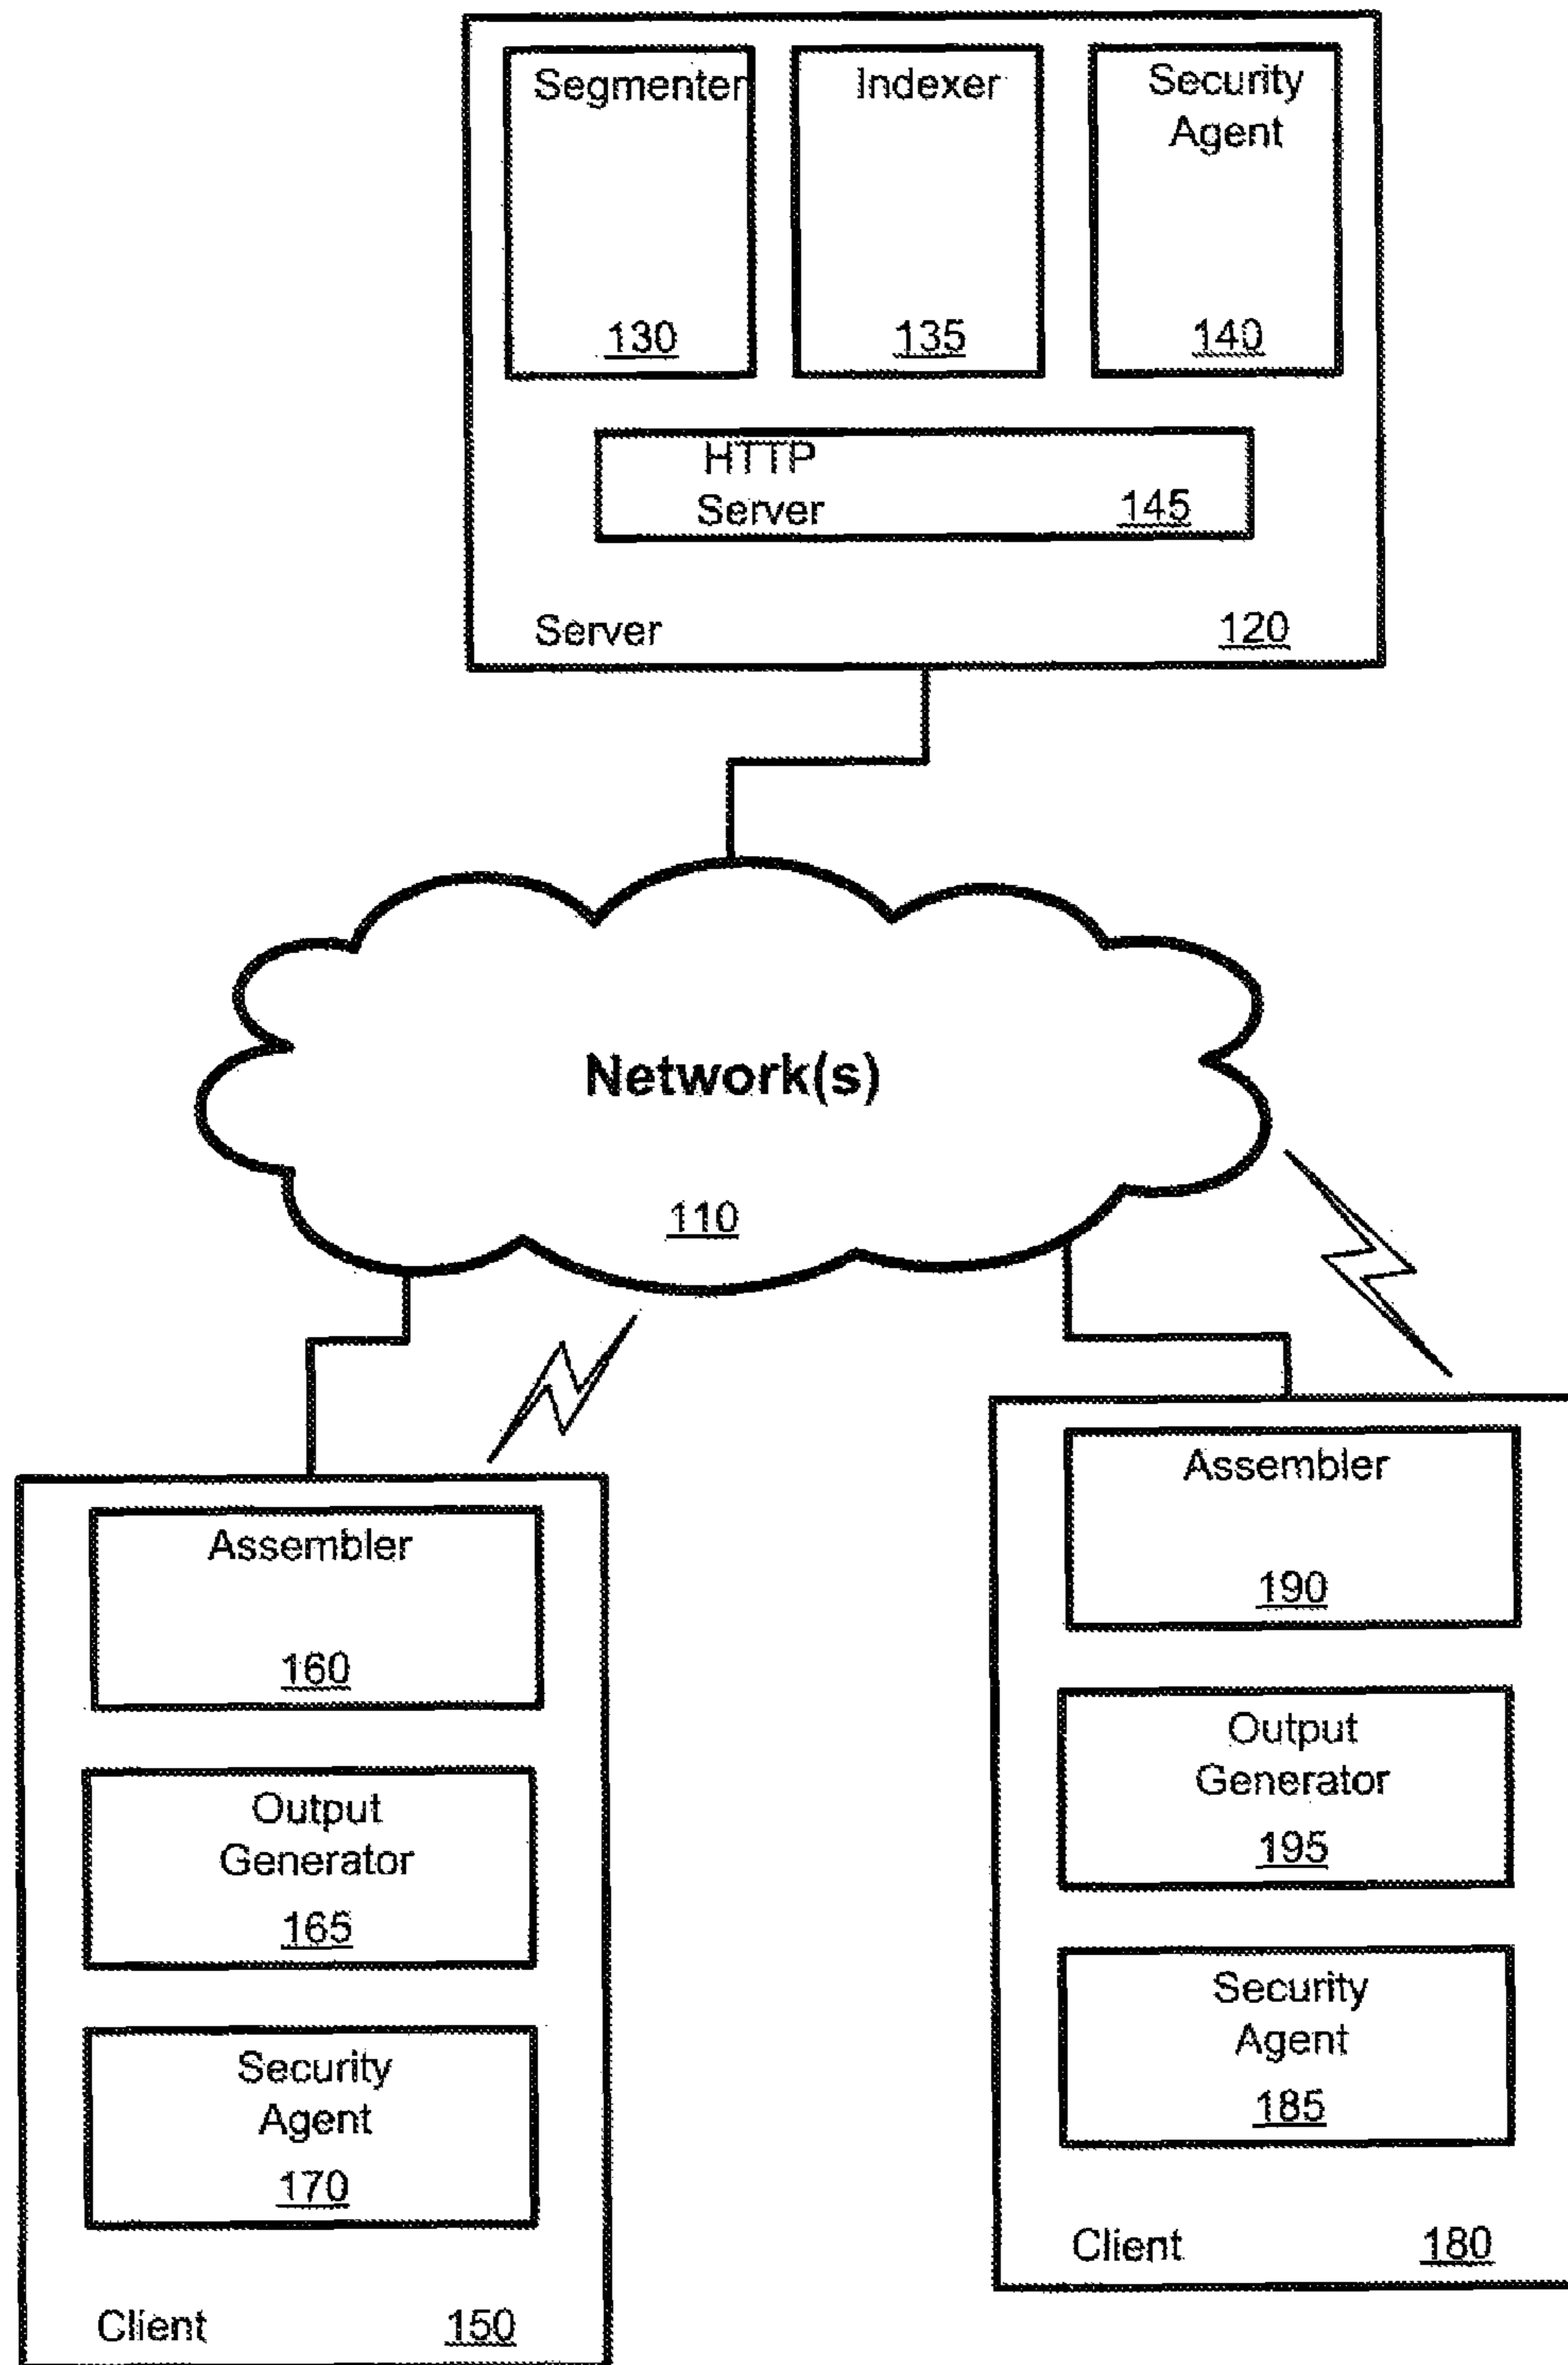 Segmenter
130
Indexer
135
Security
Agent
140
HTTP
Server
145
Server
120
Network(s)
110
Assembler
160
Output
Generator
165
Security
Agent
170
Client
150
Assembler
190
Output
Generator
195
Security
Agent
185
Client
180